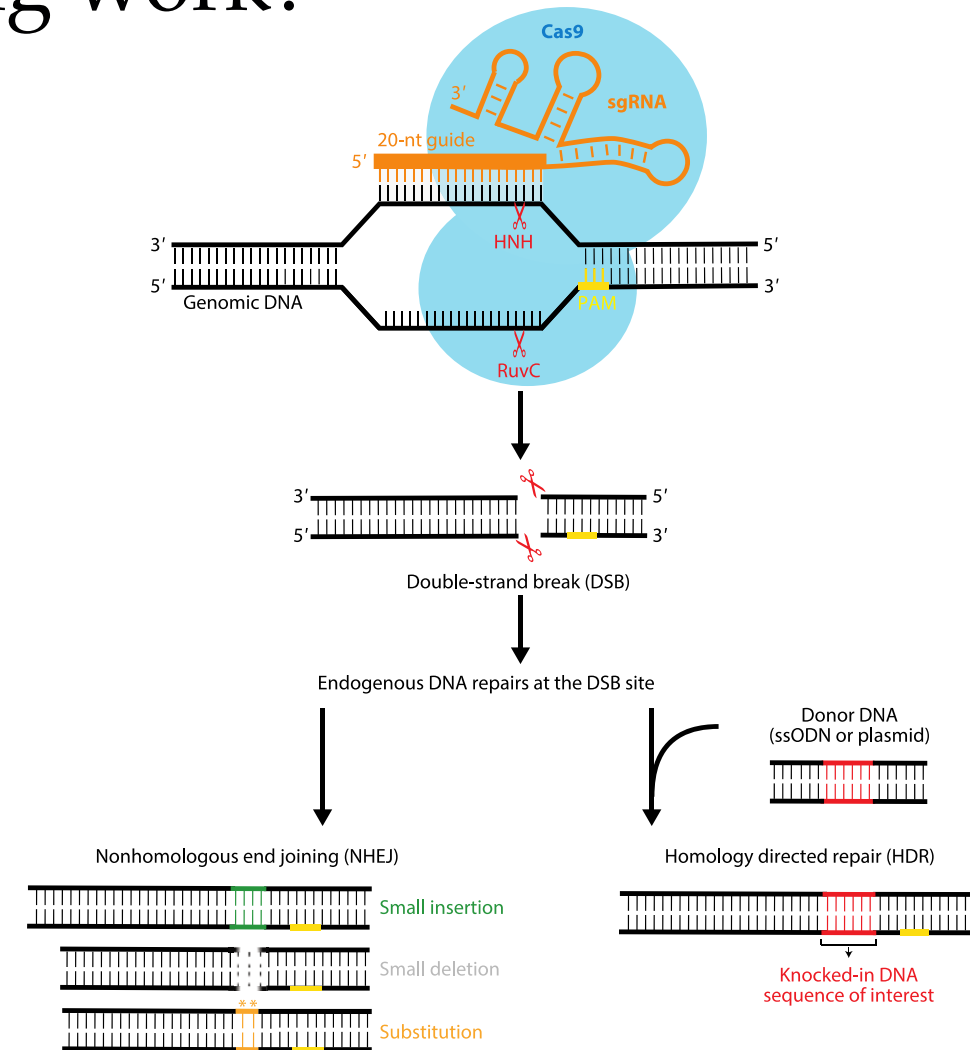 ng work?
Cas9
3′
sgRNA
20-nt guide
5′
HNH
3′
5′
5′
3′
Genomic DNA
PAM
RuvC
3′
5′
5′
3′
Double-strand break (DSB)
Endogenous DNA repairs at the DSB site
Donor DNA
(ssODN or plasmid)
Nonhomologous end joining (NHEJ)
Homology directed repair (HDR)
Small insertion
Small deletion
Knocked-in DNA
sequence of interest
**
Substitution